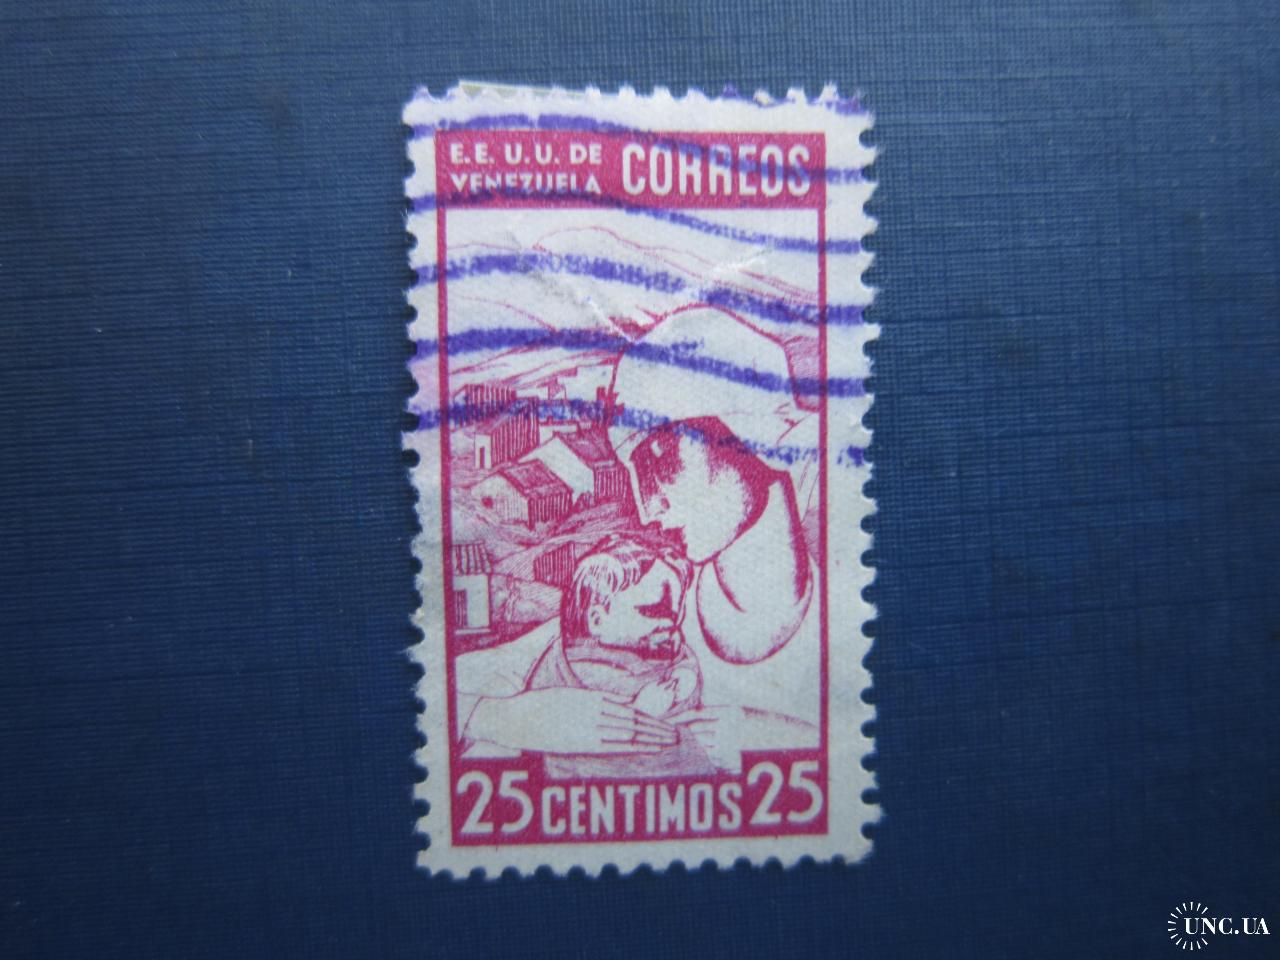 E.E. U.U. DE
VENEZUELA
CORREOS
25 CENTIMOS 25
UNC.UA